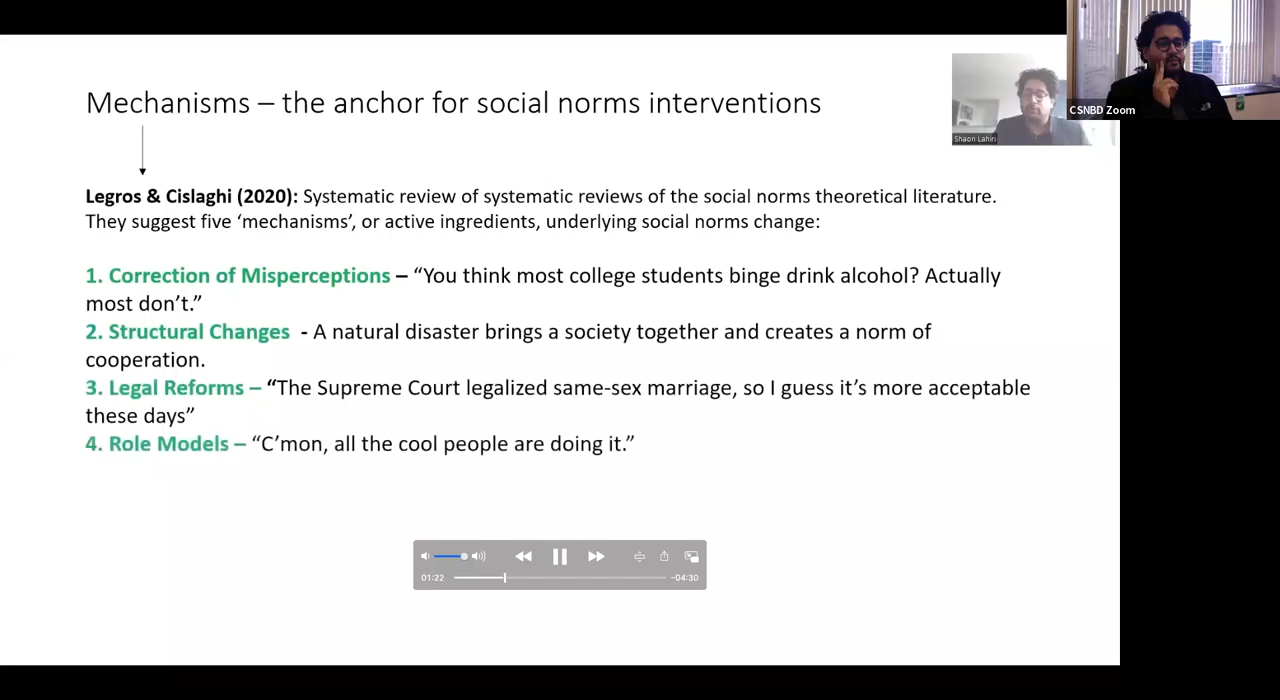 CSNBD Zoom
Shaon Lahiri
Mechanisms – the anchor for social norms interventions
Legros & Cislaghi (2020): Systematic review of systematic reviews of the social norms theoretical literature.
They suggest five ‘mechanisms’, or active ingredients, underlying social norms change:
1. Correction of Misperceptions – “You think most college students binge drink alcohol? Actually
most don’t.”
2. Structural Changes - A natural disaster brings a society together and creates a norm of
cooperation.
3. Legal Reforms – “The Supreme Court legalized same-sex marriage, so I guess it’s more acceptable
these days”
4. Role Models – “C’mon, all the cool people are doing it.”
01:22
-04:30